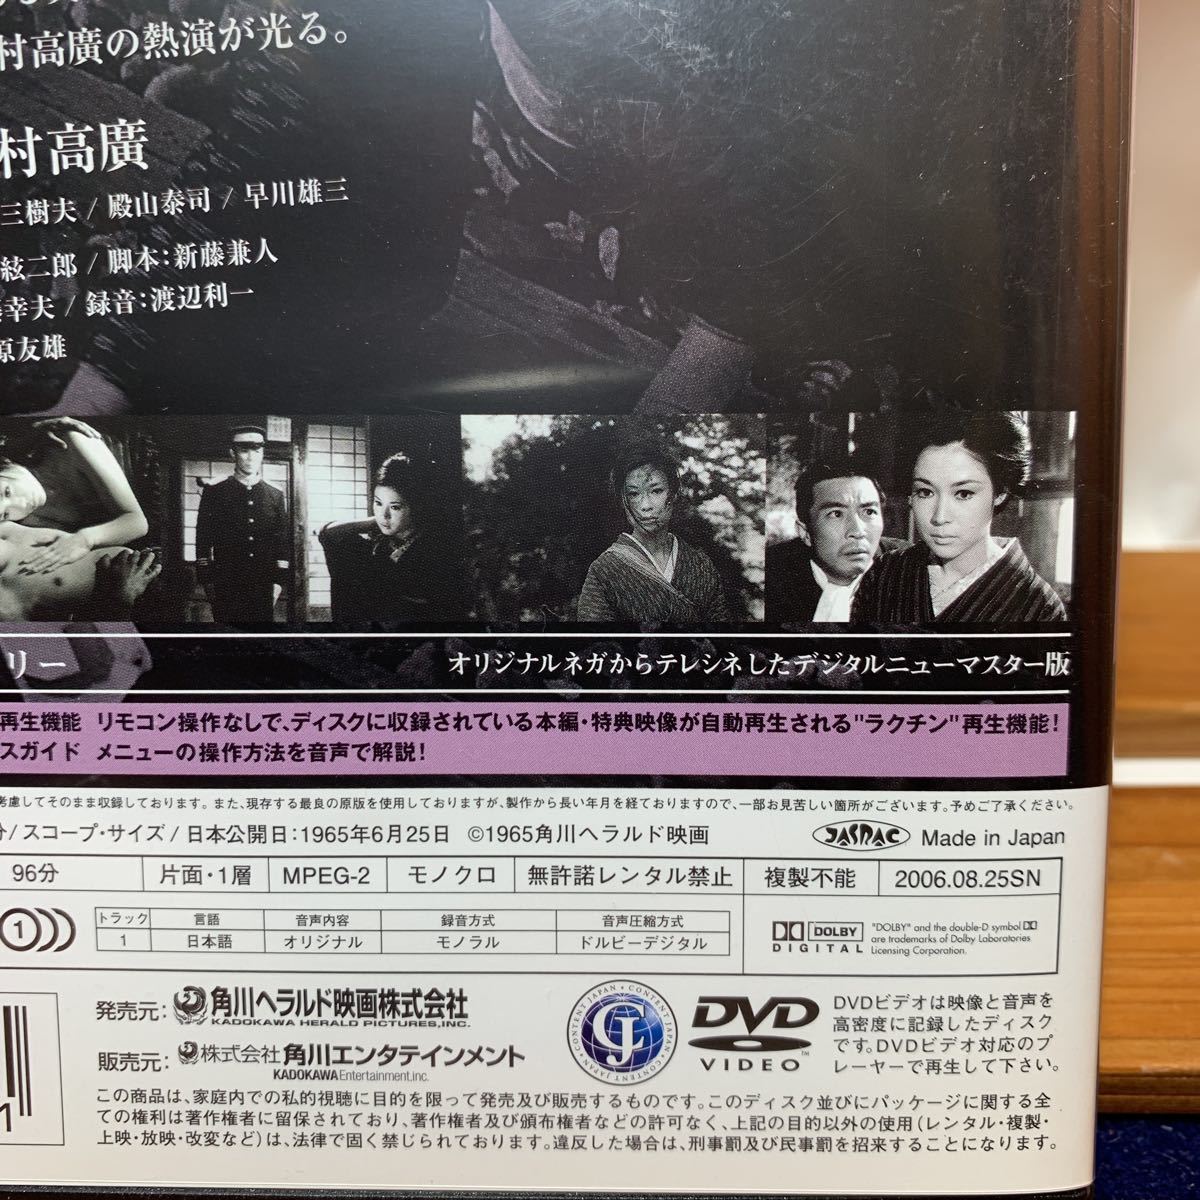 村高廣の熱演が光る。
村高廣
三樹夫 / 殿山泰司 / 早川雄三
絃二郎 / 脚本:新藤兼人
幸夫 / 録音:渡辺利一
原友雄
リー
オリジナルネガからテレシネしたデジタルニューマスター版
再生機能 リモコン操作なしで、ディスクに収録されている本編・特典映像が自動再生される"ラクチン"再生機能!
スガイド メニューの操作方法を音声で解説!
考慮してそのまま収録しております。また、現存する最良の原版を使用しておりますが、製作から長い年月を経ておりますので、一部お見苦しい箇所がございます。予めご了承ください。
分/スコープ・サイズ / 日本公開日:1965年6月25日 ©1965角川ヘラルド映画
JASRAC Made in Japan
96分 片面・1層 MPEG-2 モノクロ 無許諾レンタル禁止 複製不能 2006.08.25SN
1
トラック 言語 音声内容 録音方式 音声圧縮方式
1 日本語 オリジナル モノラル ドルビーデジタル
DOLBY DIGITAL
"DOLBY" and the double-D symbol
are trademarks of Dolby Laboratories
Licensing Corporation.
発売元: 角川ヘラルド映画株式会社
KADOKAWA HERALD PICTURES, INC.
販売元: 株式会社 角川エンタテインメント
KADOKAWA Entertainment.inc.
CONTENT JAPAN・CONTENT JAPAN・CONTENT JAPAN
CJ
DVD VIDEO ™
DVDビデオは映像と音声を
高密度に記録したディスク
です。DVDビデオ対応のプ
レーヤーで再生して下さい。
この商品は、家庭内での私的視聴に目的を限って発売及び販売するものです。このディスク並びにパッケージに関する全
ての権利は著作権者に留保されており、著作権者及び頒布権者などの許可なく、上記の目的以外の使用(レンタル・複製・
上映・放映・改変など)は、法律で固く禁じられております。違反した場合は、刑事罰及び民事罰を招来することになります。
1